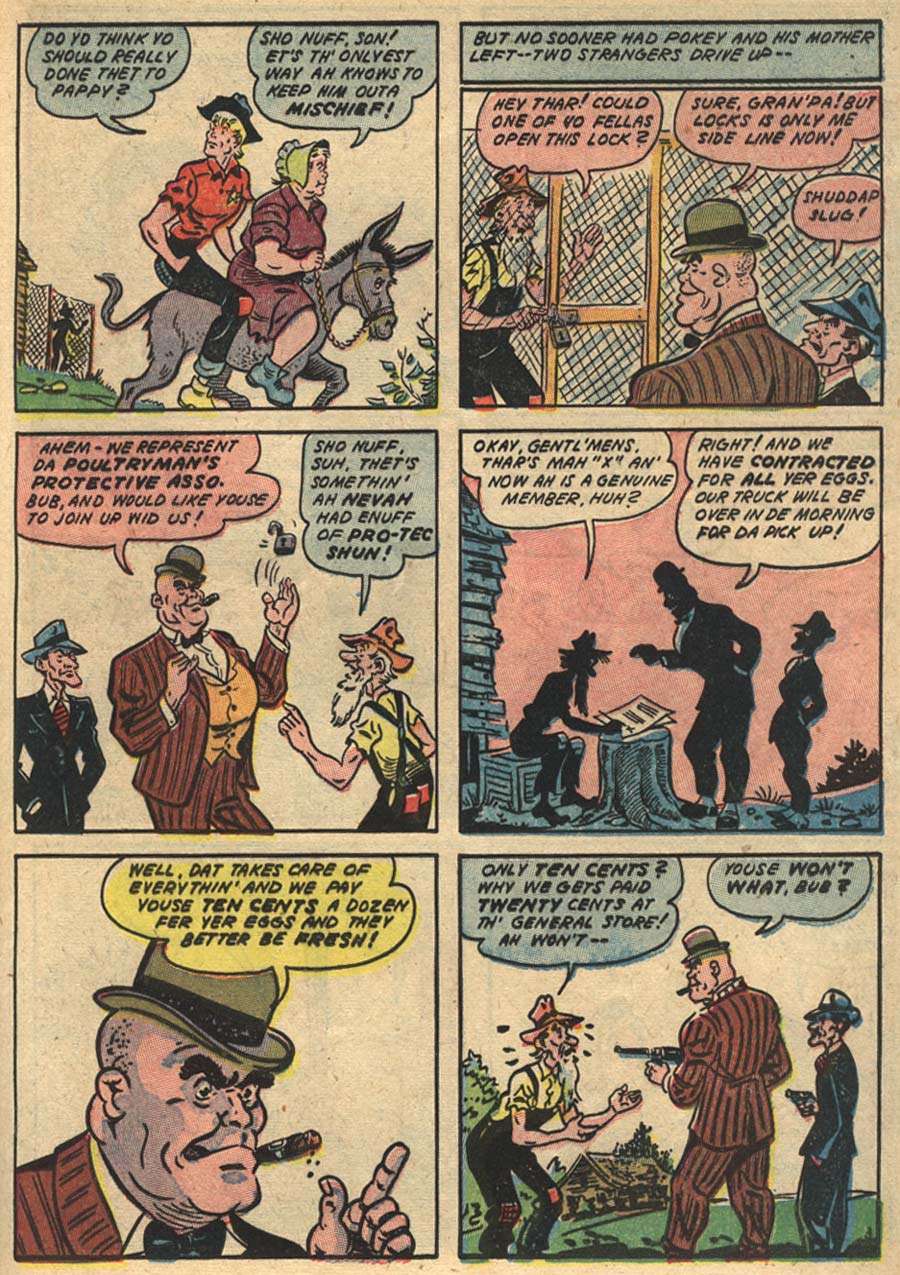 DO YO THINK YO
SHOULD REALLY
DONE THET TO
PAPPY?
SHO NUFF, SON!
ET'S TH' ONLYEST
WAY AH KNOWS TO
KEEP HIM OUTA
MISCHIEF!
BUT NO SOONER HAD POKEY AND HIS MOTHER
LEFT--TWO STRANGERS DRIVE UP--
HEY THAR! COULD
ONE OF YO FELLAS
OPEN THIS LOCK?
SURE, GRAN'PA! BUT
LOCKS IS ONLY ME
SIDE LINE NOW!
SHUDDAP
SLUG!
AHEM- WE REPRESENT
DA POULTRYMAN'S
PROTECTIVE ASSO.
BUB, AND WOULD LIKE YOUSE
TO JOIN UP WID US!
SHO NUFF,
SUH, THET'S
SOMETHIN'
AH NEVAH
HAD ENUFF
OF PRO-TEC
SHUN!
OKAY, GENTL'MENS,
THAR'S MAH "X" AN'
NOW AH IS A GENUINE
MEMBER, HUH?
RIGHT! AND WE
HAVE CONTRACTED
FOR ALL YER EGGS.
OUR TRUCK WILL BE
OVER IN DE MORNING
FOR DA PICK UP!
WELL, DAT TAKES CARE OF
EVERYTHIN' AND WE PAY
YOUSE TEN CENTS A DOZEN
FER YER EGGS AND THEY
BETTER BE FRESH!
ONLY TEN CENTS?
WHY WE GETS PAID
TWENTY CENTS AT
TH' GENERAL STORE!
AH WON'T--
YOUSE WON'T
WHAT, BUB?